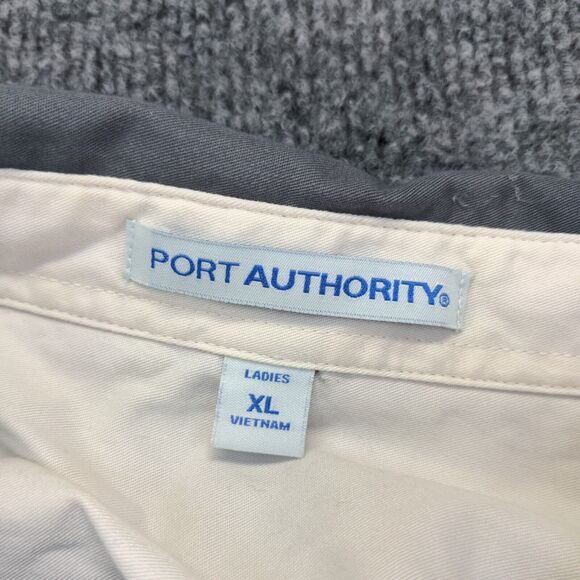 PORT AUTHORITY®
LADIES
XL
VIETNAM